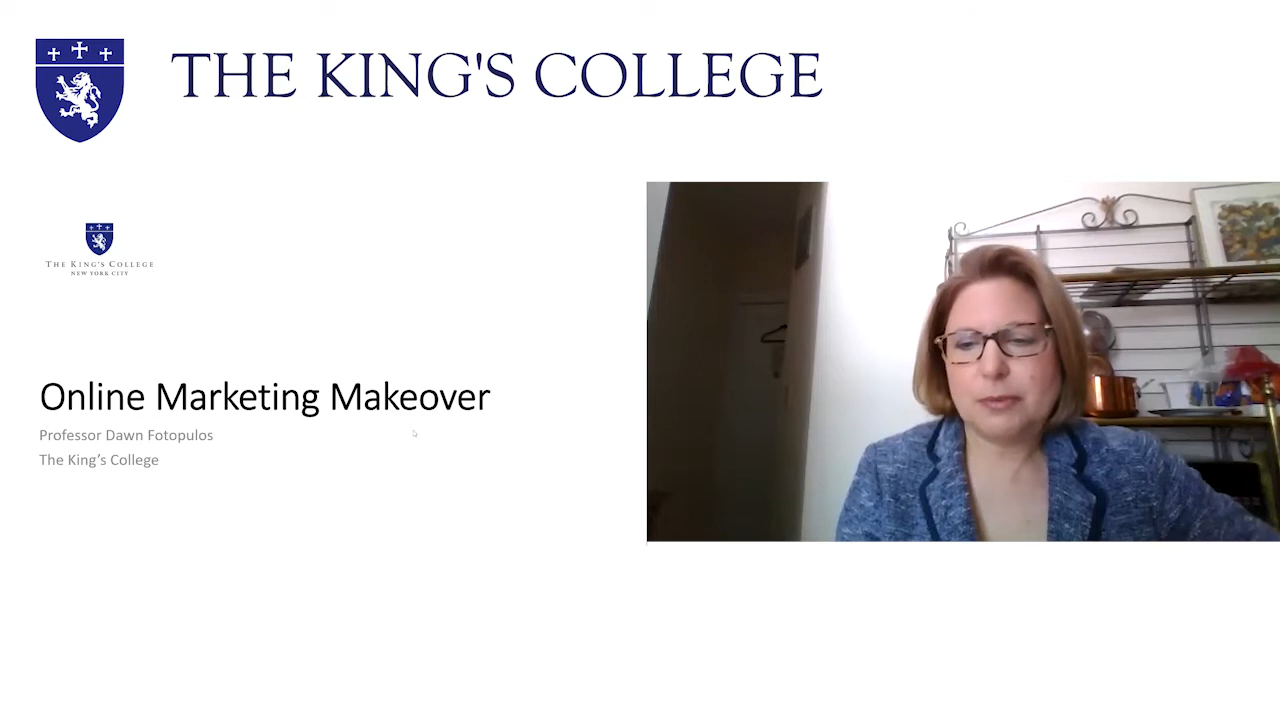 THE KING'S COLLEGE
THE KING'S COLLEGE
NEW YORK CITY
Online Marketing Makeover
Professor Dawn Fotopulos
The King's College